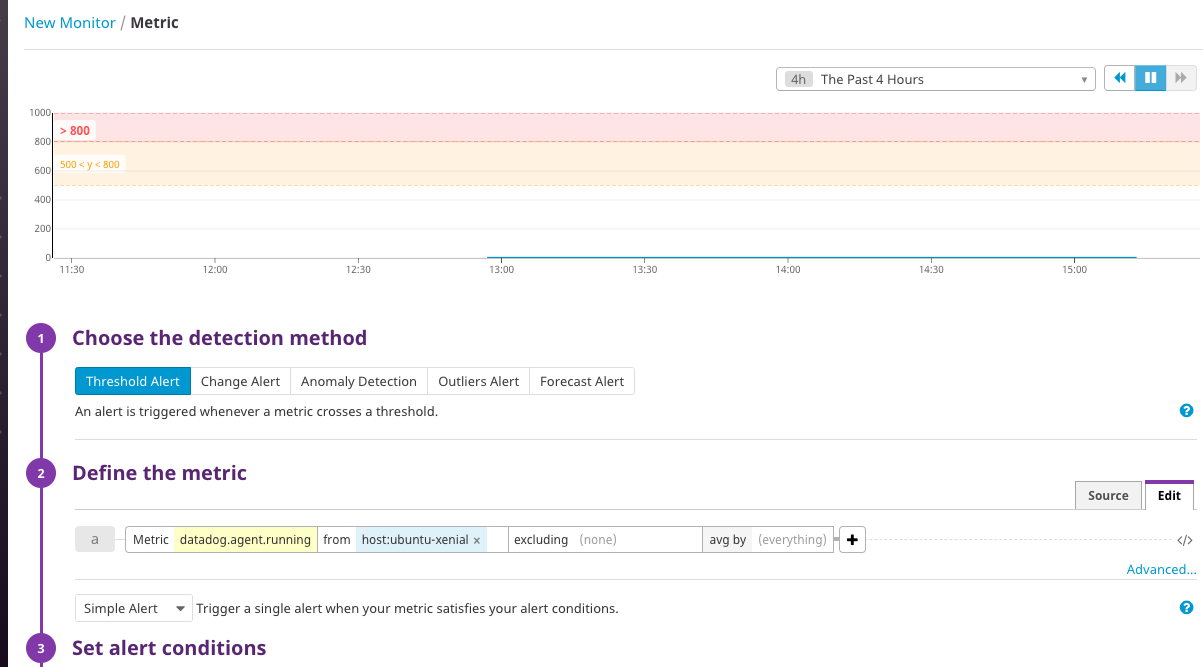 New Monitor / Metric
4h The Past 4 Hours
1000
> 800
800
500 < y < 800
600
400
200
0
11:30 12:00 12:30 13:00 13:30 14:00 14:30 15:00
1 Choose the detection method
Threshold Alert Change Alert Anomaly Detection Outliers Alert Forecast Alert
An alert is triggered whenever a metric crosses a threshold. ?
2 Define the metric
Source Edit
a Metric datadog.agent.running from host:ubuntu-xenial × excluding (none) avg by (everything) + </>
Advanced...
Simple Alert Trigger a single alert when your metric satisfies your alert conditions. ?
3 Set alert conditions